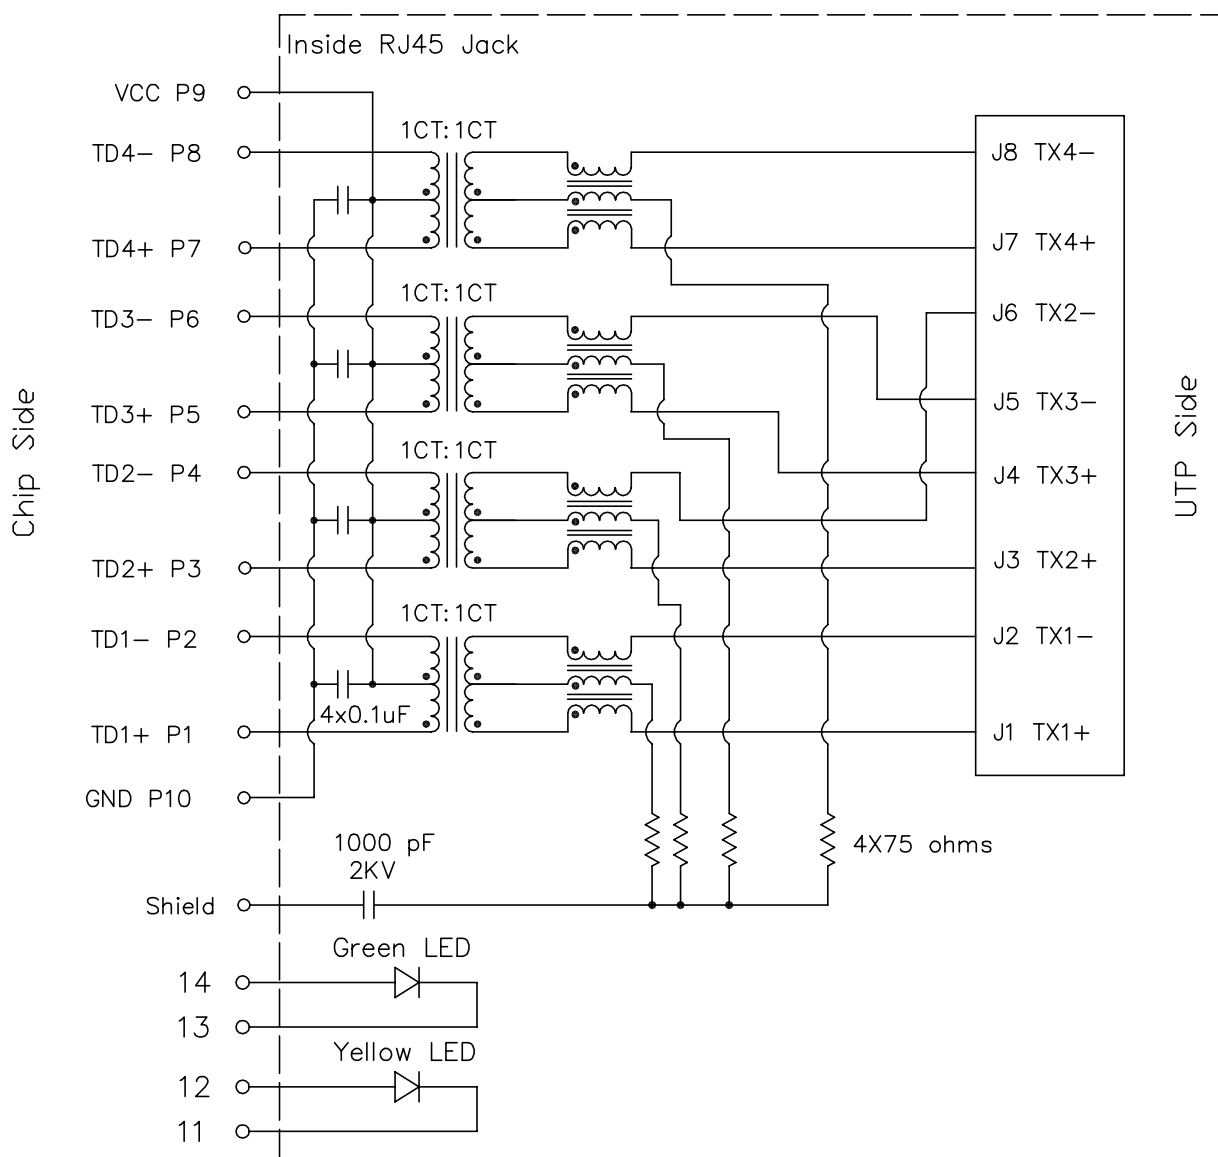 Inside RJ45 Jack
VCC P9
1CT:1CT
TD4- P8
J8 TX4-
TD4+ P7
J7 TX4+
1CT:1CT
TD3- P6
J6 TX2-
Chip Side
UTP Side
TD3+ P5
J5 TX3-
1CT:1CT
TD2- P4
J4 TX3+
TD2+ P3
J3 TX2+
1CT:1CT
TD1- P2
J2 TX1-
4x0.1uF
TD1+ P1
J1 TX1+
GND P10
1000 pF
2KV
4X75 ohms
Shield
Green LED
14
13
Yellow LED
12
11